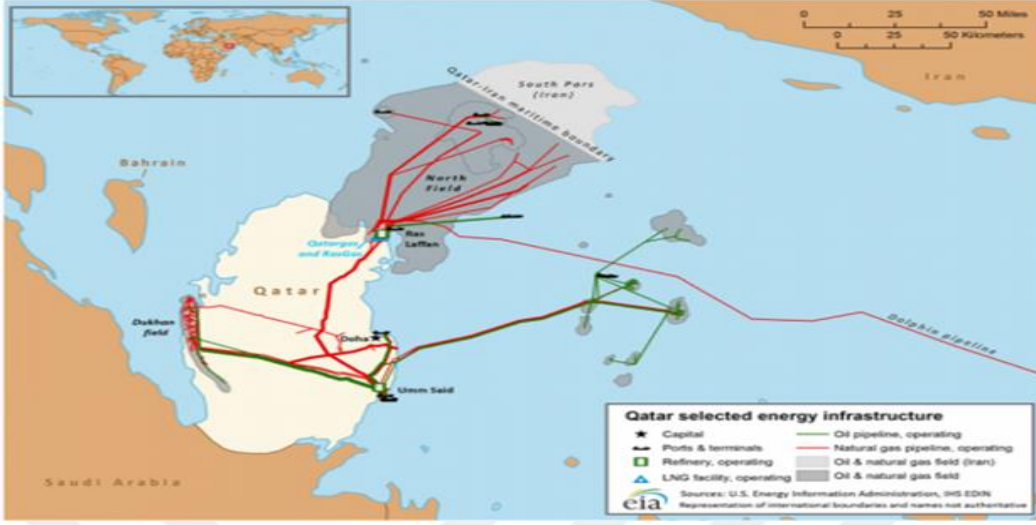 0 25 50 Miles
0 25 50 Kilometers
Iran
South Pars
(Iran)
Qatar-Iran maritime boundary
Bahrain
North
Field
Ras
Laffan
Qatargas
and RasGas
Qatar
Dukhan
field
Doha
Dolphin pipeline
Umm Said
Saudi Arabia
Qatar selected energy infrastructure
Capital
Ports & terminals
Refinery, operating
LNG facility, operating
Oil pipeline, operating
Natural gas pipeline, operating
Oil & natural gas field (Iran)
Oil & natural gas field
eia
Sources: U.S. Energy Information Administration, IHS EDIN
Representation of international boundaries and names not authoritative